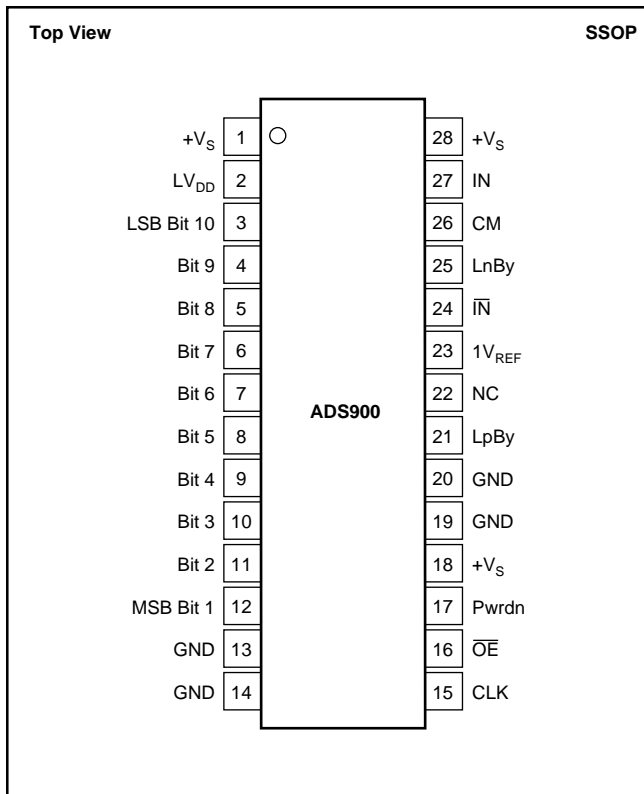 Top View SSOP
+VS 1 28 +VS
LVDD 2 27 IN
LSB Bit 10 3 26 CM
Bit 9 4 25 LnBy
Bit 8 5 24 I̅N̅
Bit 7 6 23 1VREF
Bit 6 7 22 NC
ADS900
Bit 5 8 21 LpBy
Bit 4 9 20 GND
Bit 3 10 19 GND
Bit 2 11 18 +VS
MSB Bit 1 12 17 Pwrdn
GND 13 16 O̅E̅
GND 14 15 CLK